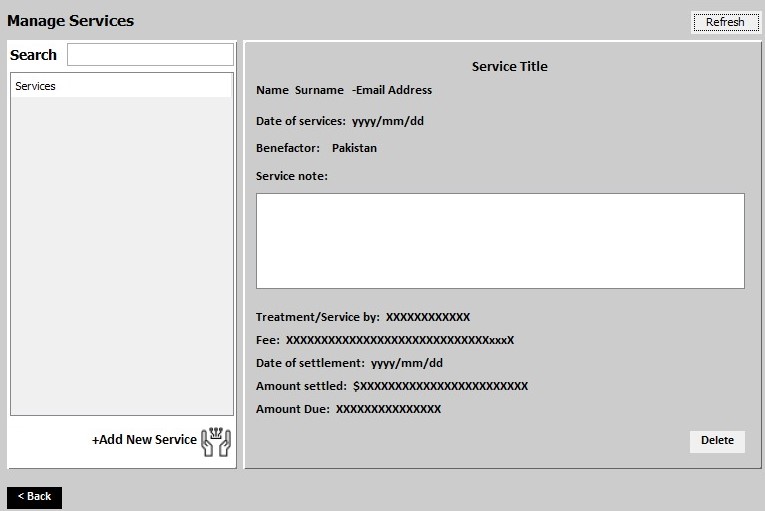 Manage Services
Refresh
Search
Services
+Add New Service
Service Title
Name Surname -Email Address
Date of services: yyyy/mm/dd
Benefactor: Pakistan
Service note:
Treatment/Service by: XXXXXXXXXXXX
Fee: XXXXXXXXXXXXXXXXXXXXXXXXXXXXXxxxX
Date of settlement: yyyy/mm/dd
Amount settled: $XXXXXXXXXXXXXXXXXXXXXXXX
Amount Due: XXXXXXXXXXXXXXX
Delete
< Back